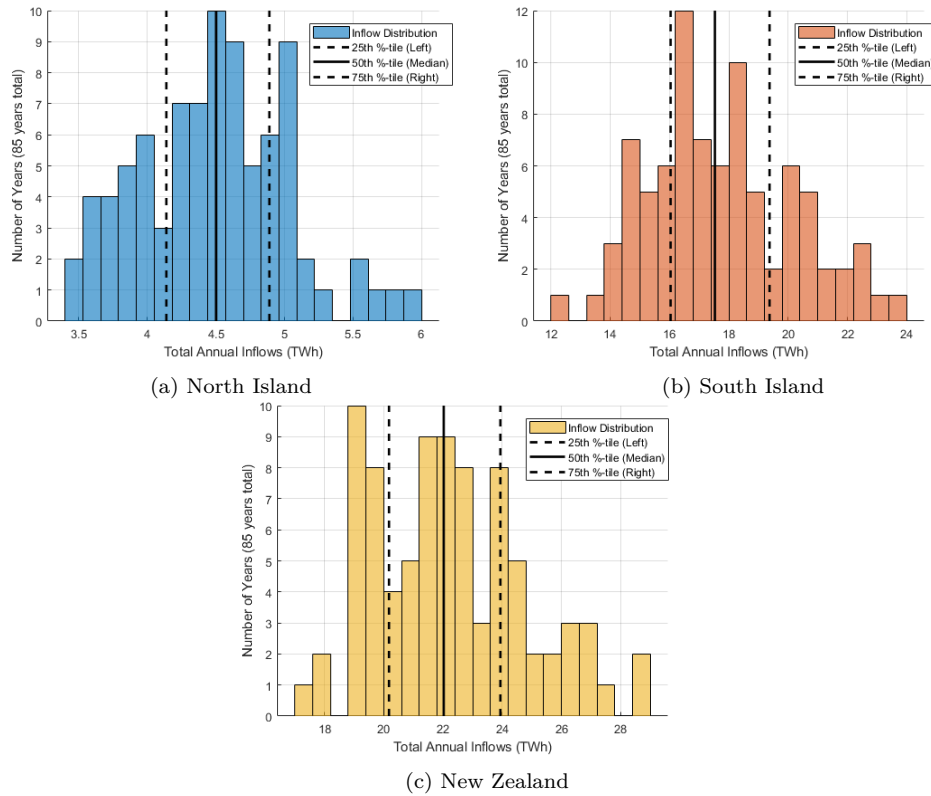 10
9
8
7
6
5
4
3
2
1
0
Number of Years (85 years total)
3.5 4 4.5 5 5.5 6
Total Annual Inflows (TWh)
Inflow Distribution
25th %-tile (Left)
50th %-tile (Median)
75th %-tile (Right)
(a) North Island
12
10
8
6
4
2
0
Number of Years (85 years total)
12 14 16 18 20 22 24
Total Annual Inflows (TWh)
Inflow Distribution
25th %-tile (Left)
50th %-tile (Median)
75th %-tile (Right)
(b) South Island
10
9
8
7
6
5
4
3
2
1
0
Number of Years (85 years total)
18 20 22 24 26 28
Total Annual Inflows (TWh)
Inflow Distribution
25th %-tile (Left)
50th %-tile (Median)
75th %-tile (Right)
(c) New Zealand